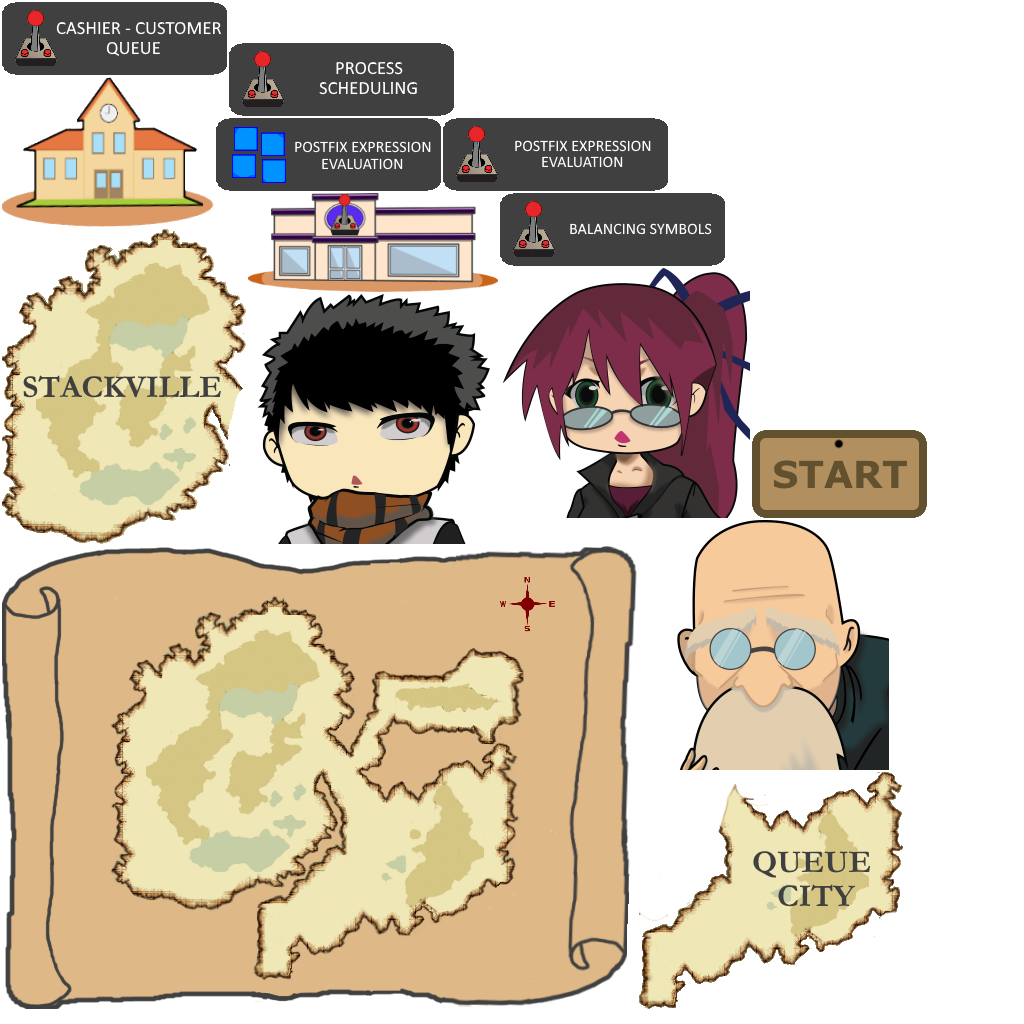 CASHIER - CUSTOMER
QUEUE
PROCESS
SCHEDULING
POSTFIX EXPRESSION
EVALUATION
POSTFIX EXPRESSION
EVALUATION
BALANCING SYMBOLS
STACKVILLE
START
N
W E
S
QUEUE
CITY